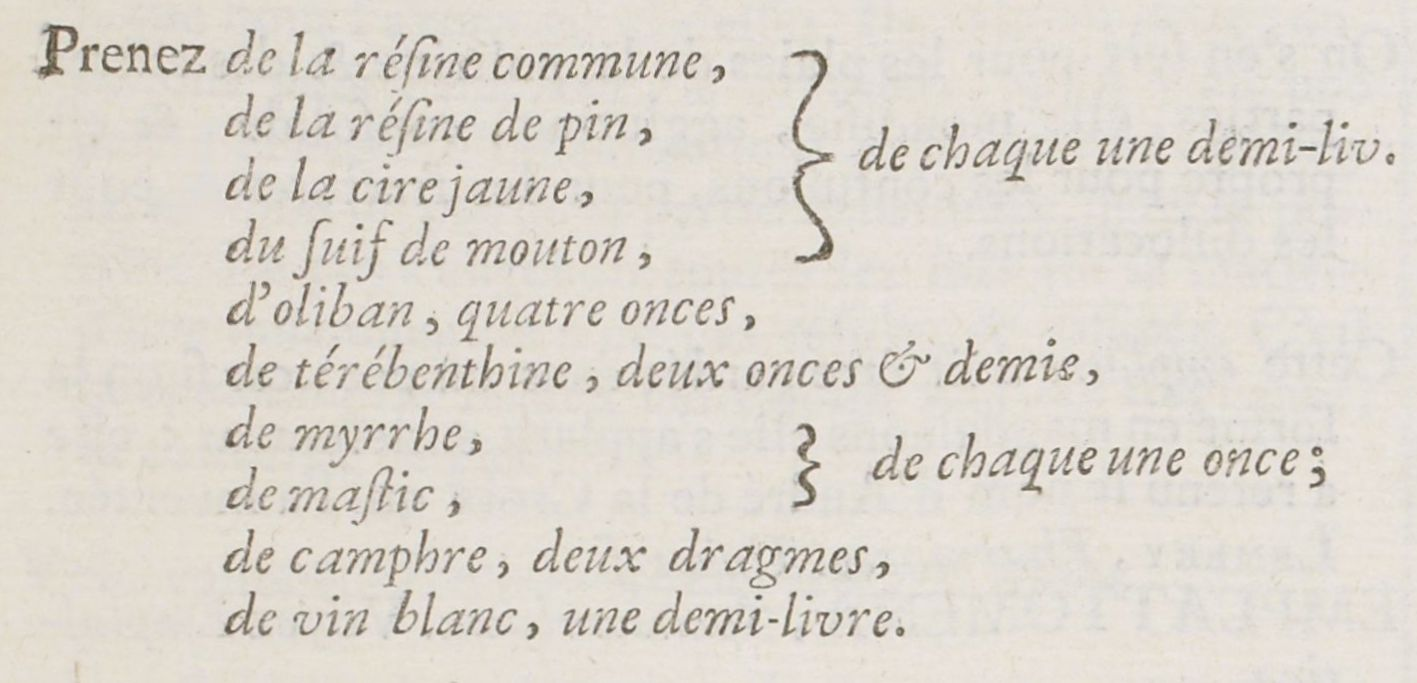 Prenez de la réſine commune,
de la réſine de pin,
de la cire jaune,
du ſuif de mouton,
de chaque une demi-liv.
d'oliban, quatre onces,
de térébenthine, deux onces & demie,
de myrrhe,
de maſtic,
de chaque une once;
de camphre, deux dragmes,
de vin blanc, une demi-livre.